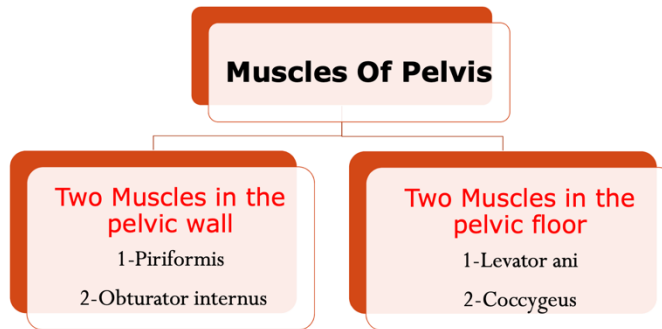 Muscles Of Pelvis
Two Muscles in the
pelvic wall
1-Piriformis
2-Obturator internus
Two Muscles in the
pelvic floor
1-Levator ani
2-Coccygeus